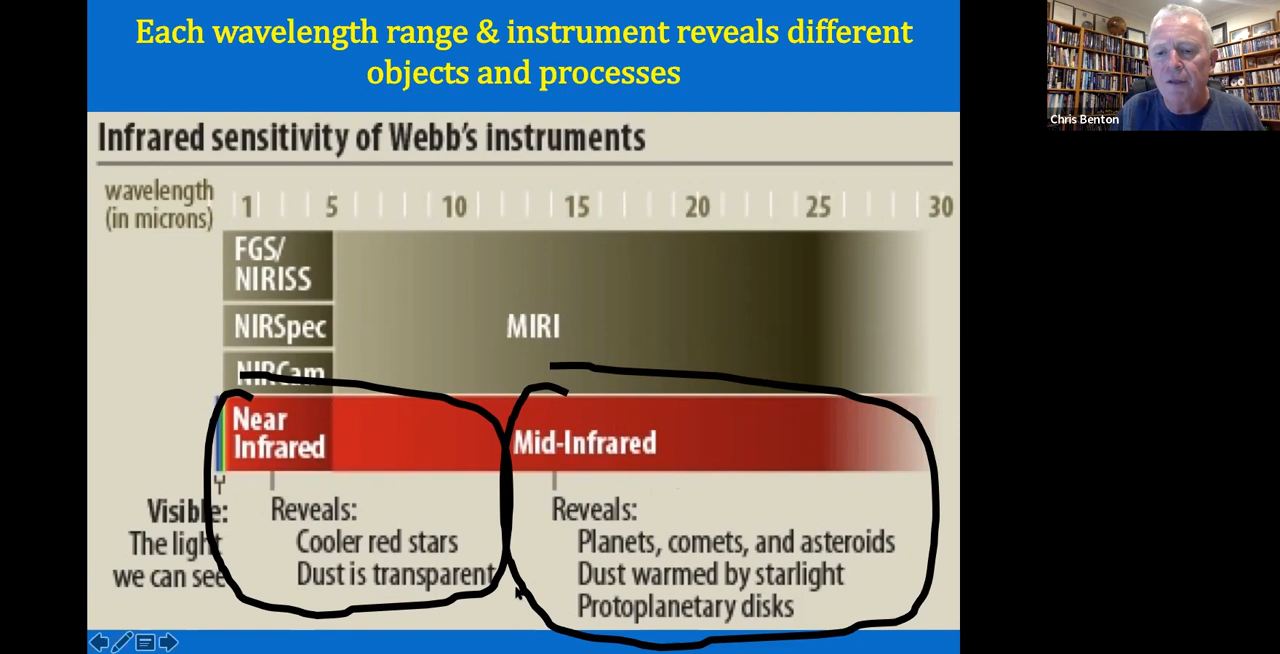 Each wavelength range & instrument reveals different
objects and processes
Infrared sensitivity of Webb's instruments
wavelength
(in microns)
1 5 10 15 20 25 30
FGS/
NIRISS
NIRSpec
MIRI
NIRCam
Near
Infrared
Mid-Infrared
Visible:
The light
we can see
Reveals:
Cooler red stars
Dust is transparent
Reveals:
Planets, comets, and asteroids
Dust warmed by starlight
Protoplanetary disks
Chris Benton